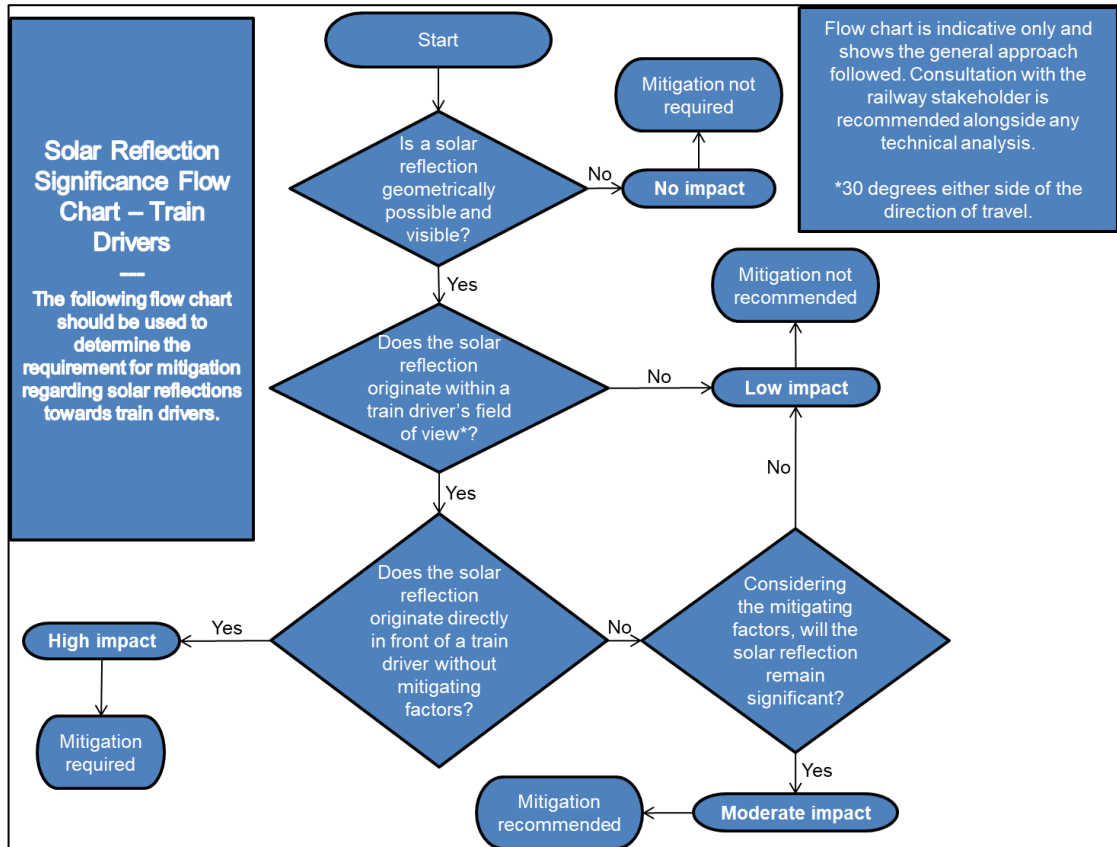 Solar Reflection
Significance Flow
Chart – Train
Drivers
---
The following flow chart
should be used to
determine the
requirement for mitigation
regarding solar reflections
towards train drivers.
Start
Flow chart is indicative only and
shows the general approach
followed. Consultation with the
railway stakeholder is
recommended alongside any
technical analysis.
*30 degrees either side of the
direction of travel.
Mitigation not
required
Is a solar
reflection
geometrically
possible and
visible?
No
No impact
Yes
Mitigation not
recommended
Does the solar
reflection
originate within a
train driver’s field
of view*?
No
Low impact
Yes
No
Does the solar
reflection
originate directly
in front of a train
driver without
mitigating
factors?
Yes
High impact
Mitigation
required
No
Considering
the mitigating
factors, will the
solar reflection
remain
significant?
Yes
Moderate impact
Mitigation
recommended